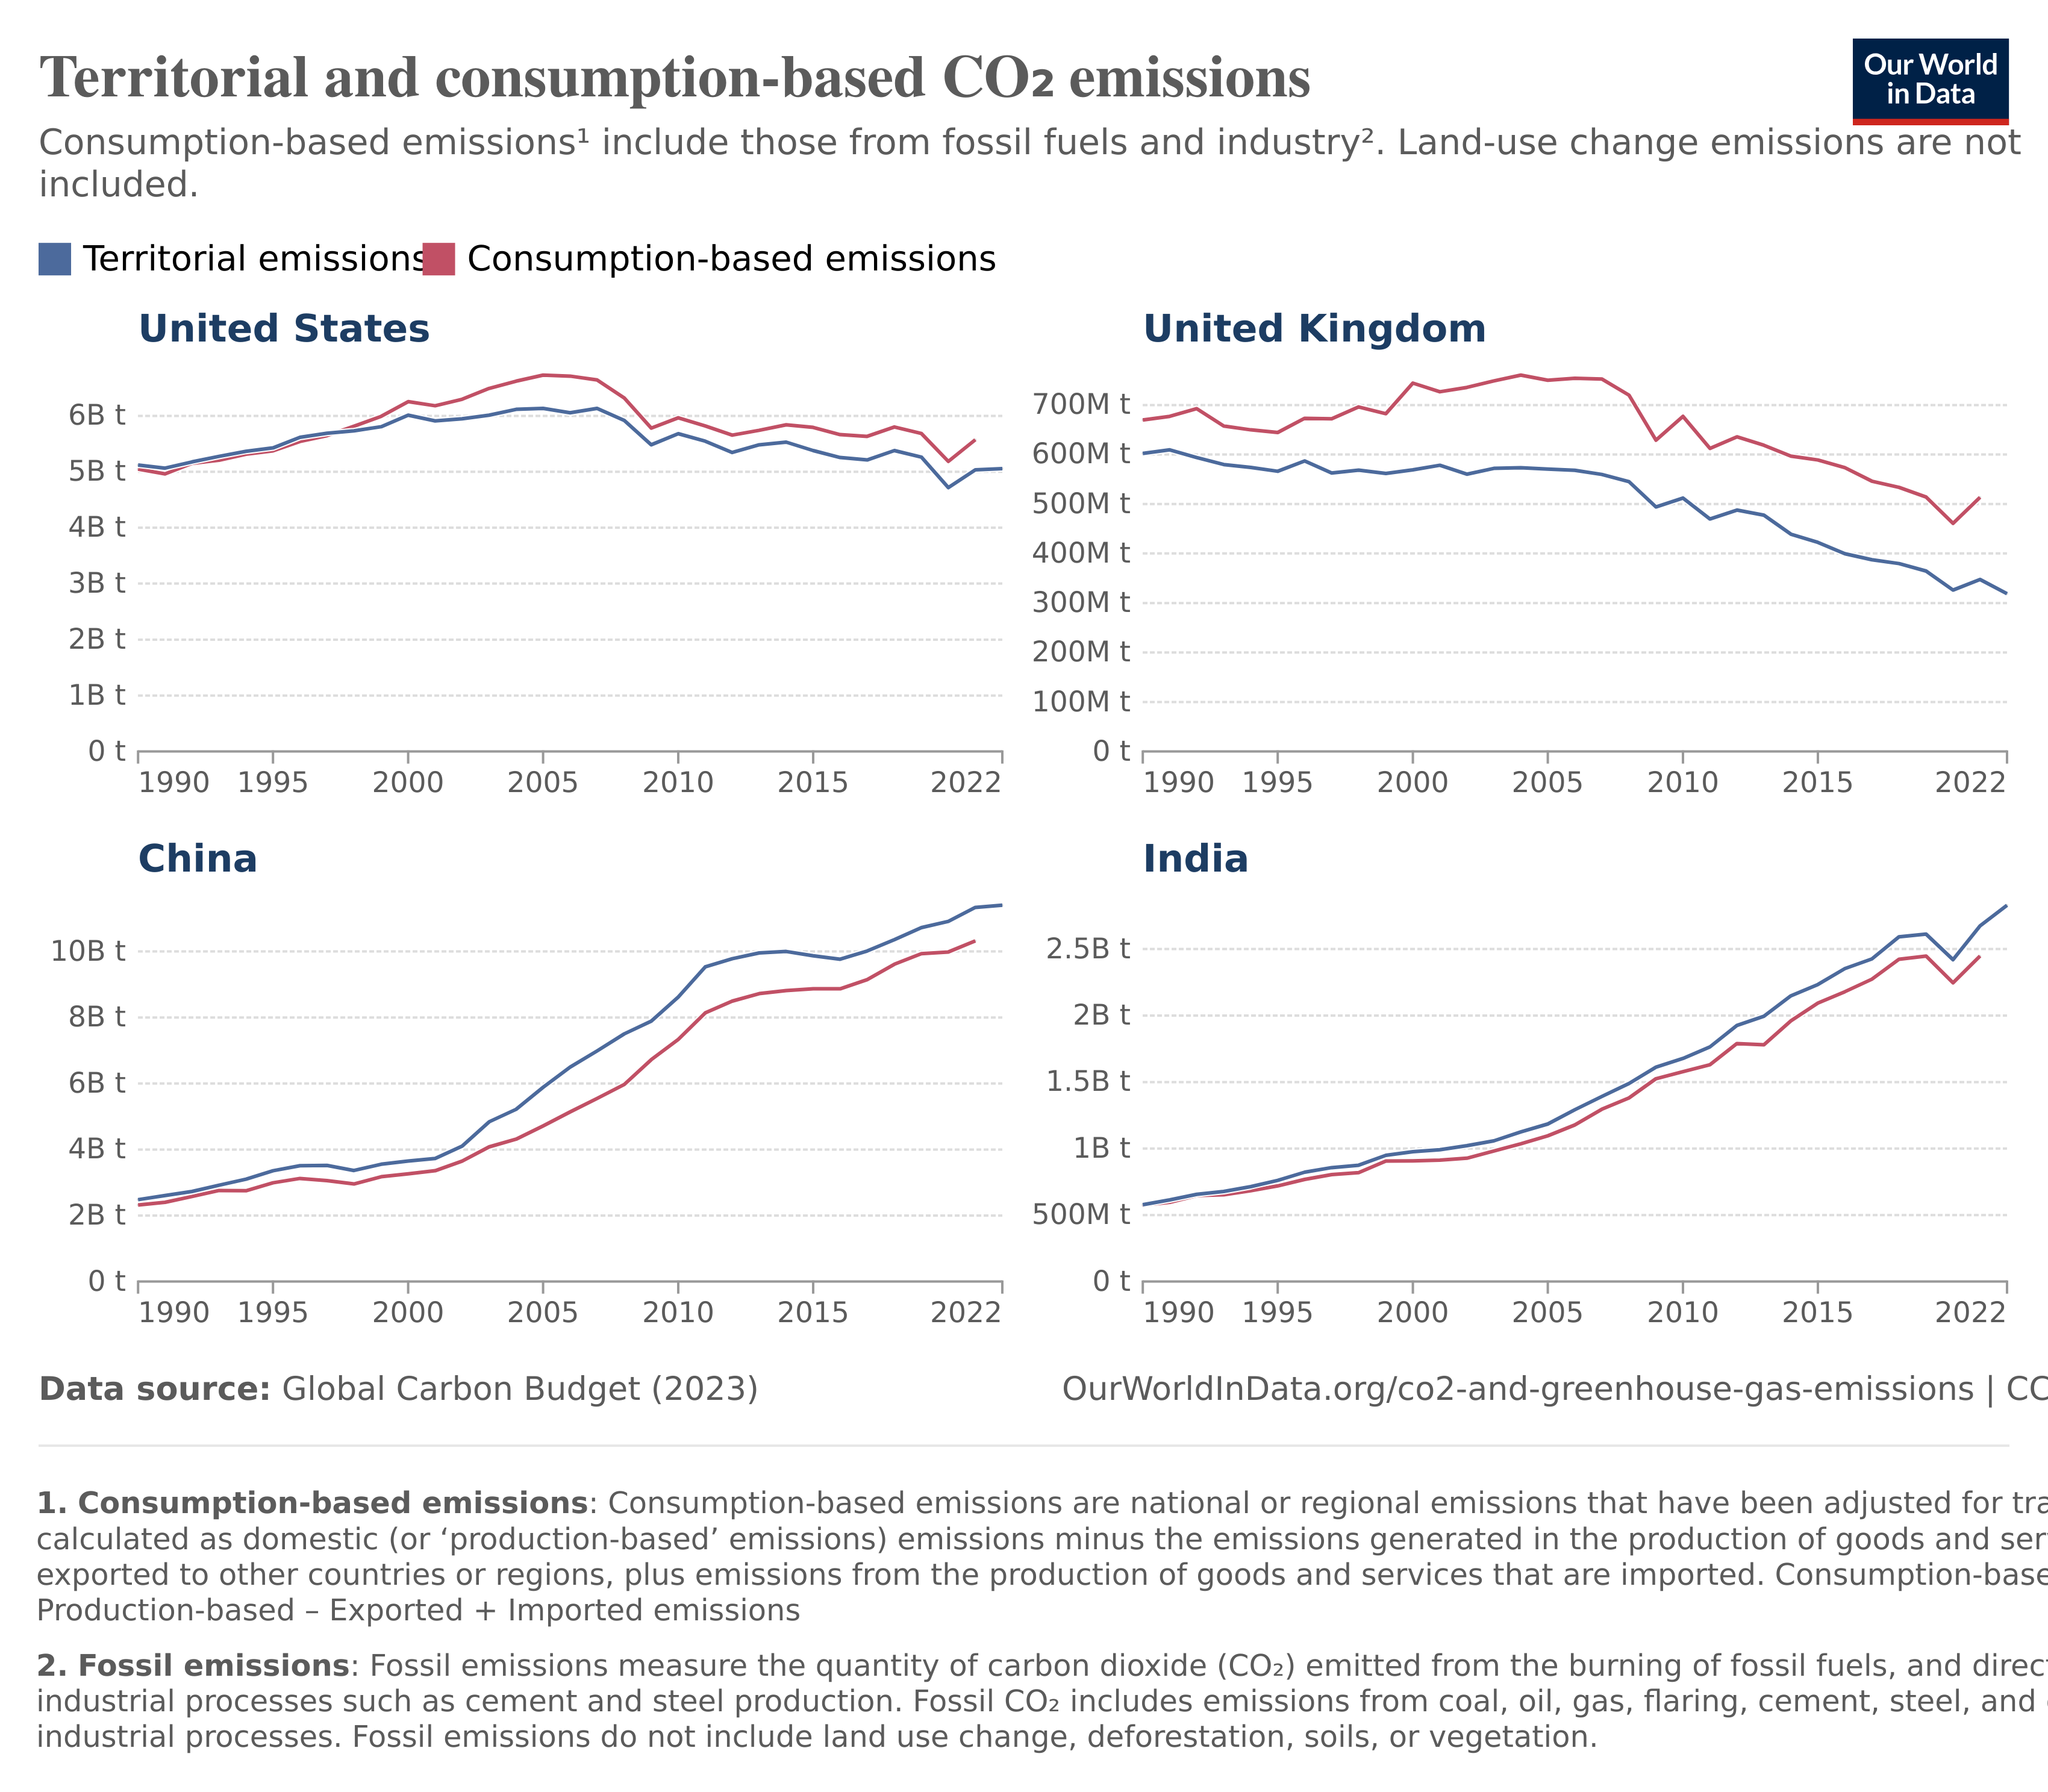 Territorial and consumption-based CO₂ emissions
Our World
in Data
Consumption-based emissions¹ include those from fossil fuels and industry². Land-use change emissions are not
included.
Territorial emissions Consumption-based emissions
United States
6B t
5B t
4B t
3B t
2B t
1B t
0 t
1990 1995 2000 2005 2010 2015 2022
United Kingdom
700M t
600M t
500M t
400M t
300M t
200M t
100M t
0 t
1990 1995 2000 2005 2010 2015 2022
China
10B t
8B t
6B t
4B t
2B t
0 t
1990 1995 2000 2005 2010 2015 2022
India
2.5B t
2B t
1.5B t
1B t
500M t
0 t
1990 1995 2000 2005 2010 2015 2022
Data source: Global Carbon Budget (2023)
OurWorldInData.org/co2-and-greenhouse-gas-emissions | CC
1. Consumption-based emissions: Consumption-based emissions are national or regional emissions that have been adjusted for
calculated as domestic (or ‘production-based’ emissions) emissions minus the emissions generated in the production of goods and
exported to other countries or regions, plus emissions from the production of goods and services that are imported.
Production-based – Exported + Imported emissions
2. Fossil emissions: Fossil emissions measure the quantity of carbon dioxide (CO₂) emitted from the burning of fossil fuels, and
industrial processes such as cement and steel production. Fossil CO₂ includes emissions from coal, oil, gas, flaring, cement, steel, and
industrial processes. Fossil emissions do not include land use change, deforestation, soils, or vegetation.